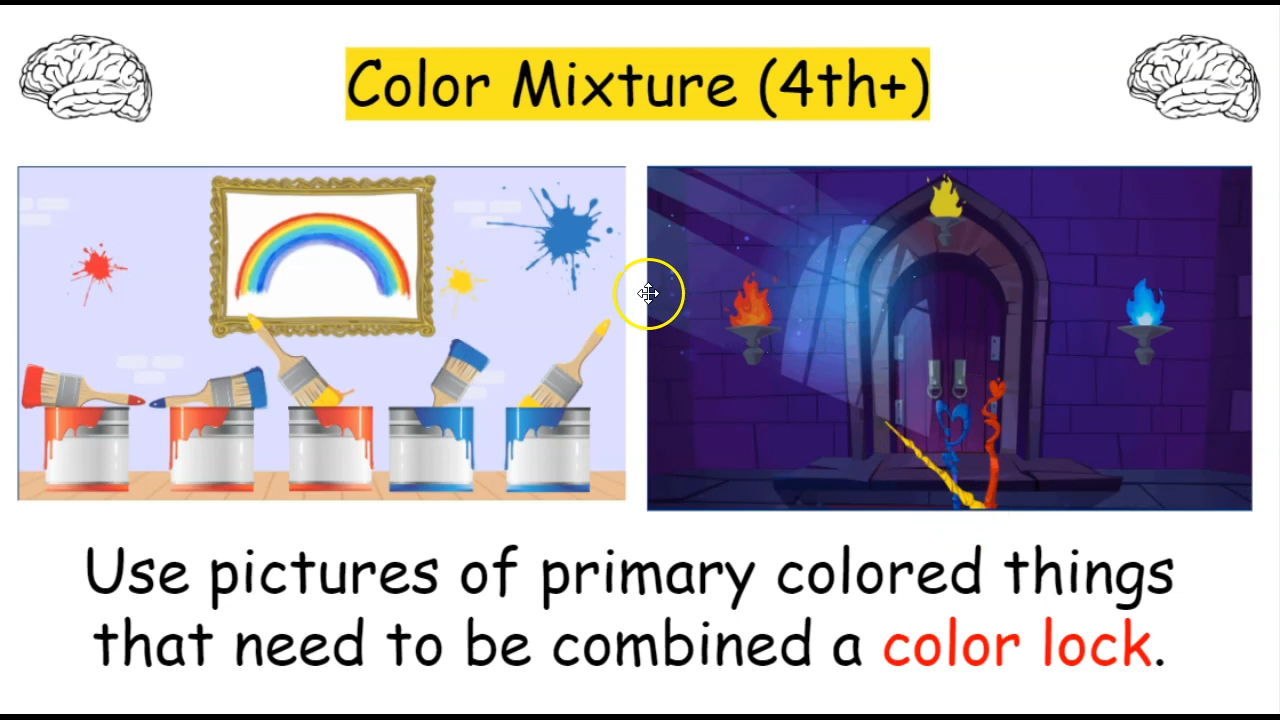 Color Mixture (4th+)
Use pictures of primary colored things
that need to be combined a color lock.